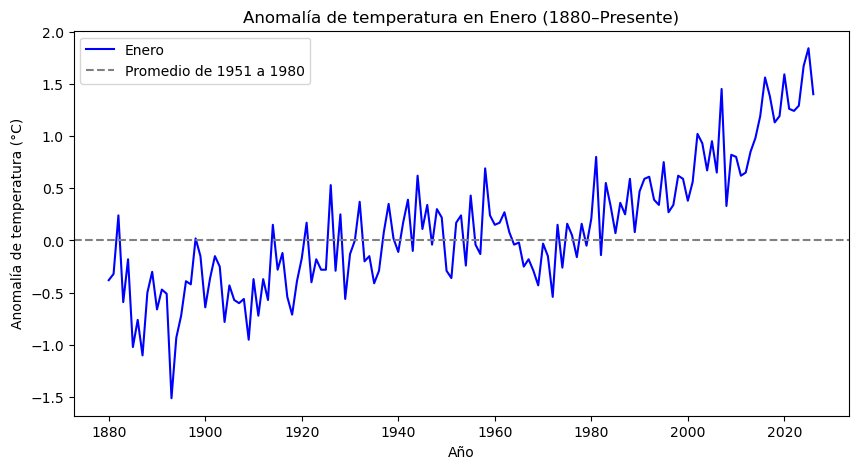 Anomalía de temperatura en Enero (1880–Presente)
Enero
Promedio de 1951 a 1980
Anomalía de temperatura (°C)
2.0
1.5
1.0
0.5
0.0
−0.5
−1.0
−1.5
1880 1900 1920 1940 1960 1980 2000 2020
Año